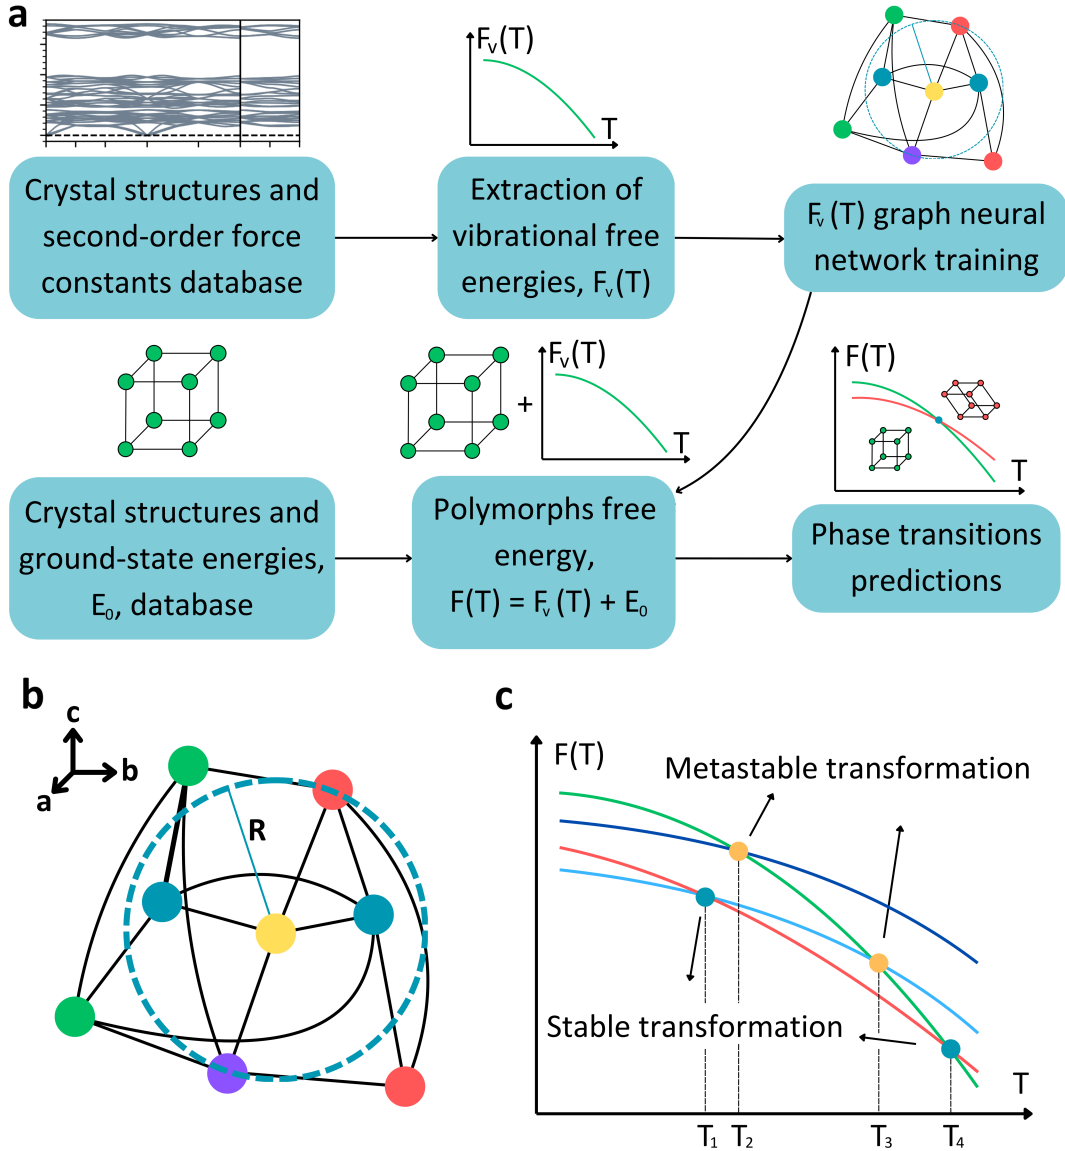 a
Fᵥ(T)
T
Crystal structures and
second-order force
constants database
Extraction of
vibrational free
energies, Fᵥ(T)
Fᵥ(T) graph neural
network training
+
Fᵥ(T)
T
F(T)
T
Crystal structures and
ground-state energies,
E₀, database
Polymorphs free
energy,
F(T) = Fᵥ(T) + E₀
Phase transitions
predictions
b
c
b
a
R
c
F(T)
Metastable transformation
Stable transformation
T
T₁ T₂ T₃ T₄